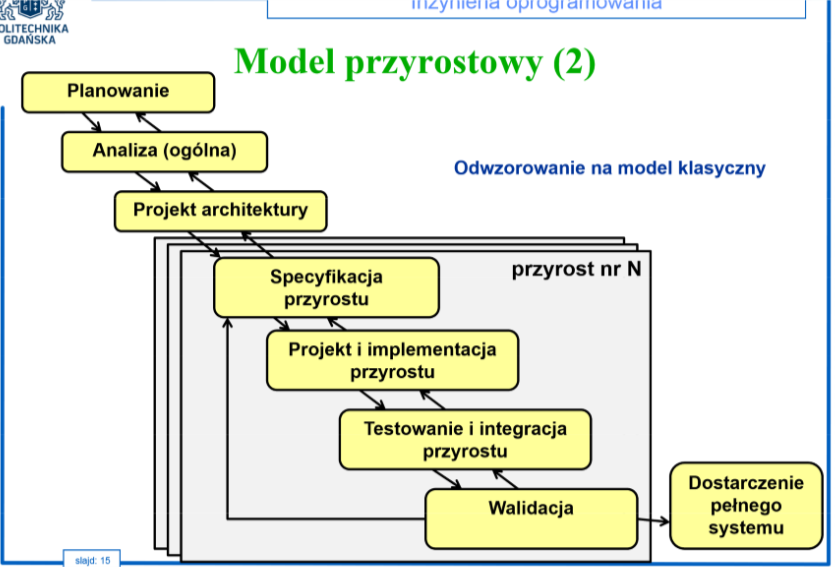 Inżynieria oprogramowania
POLITECHNIKA
GDAŃSKA
Model przyrostowy (2)
Planowanie
Analiza (ogólna)
Odwzorowanie na model klasyczny
Projekt architektury
przyrost nr N
Specyfikacja
przyrostu
Projekt i implementacja
przyrostu
Testowanie i integracja
przyrostu
Walidacja
Dostarczenie
pełnego
systemu
slajd: 15